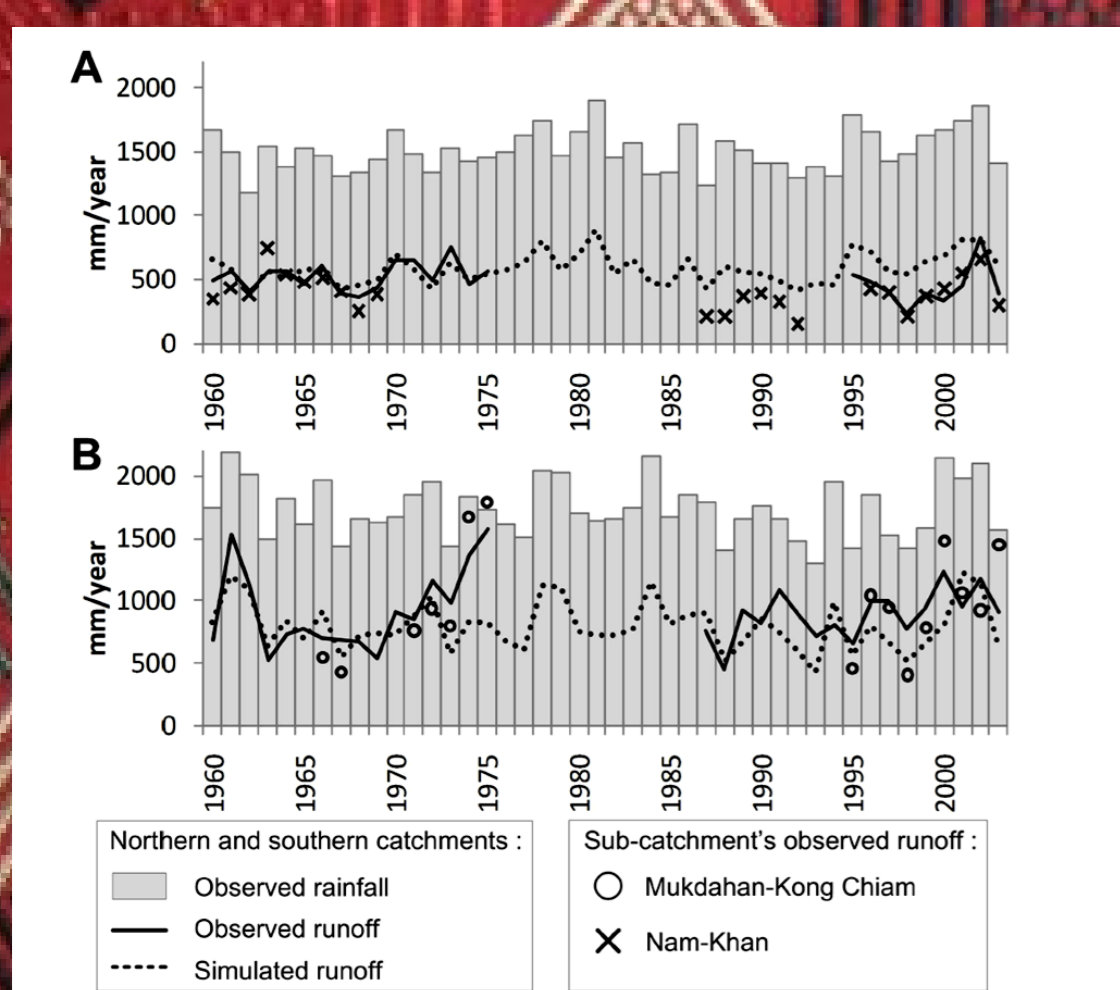 A
2000
1500
1000
500
0
mm/year
1960
1965
1970
1975
1980
1985
1990
1995
2000
B
2000
1500
1000
500
0
mm/year
1960
1965
1970
1975
1980
1985
1990
1995
2000
Northern and southern catchments :
Observed rainfall
Observed runoff
Simulated runoff
Sub-catchment's observed runoff :
Mukdahan-Kong Chiam
Nam-Khan